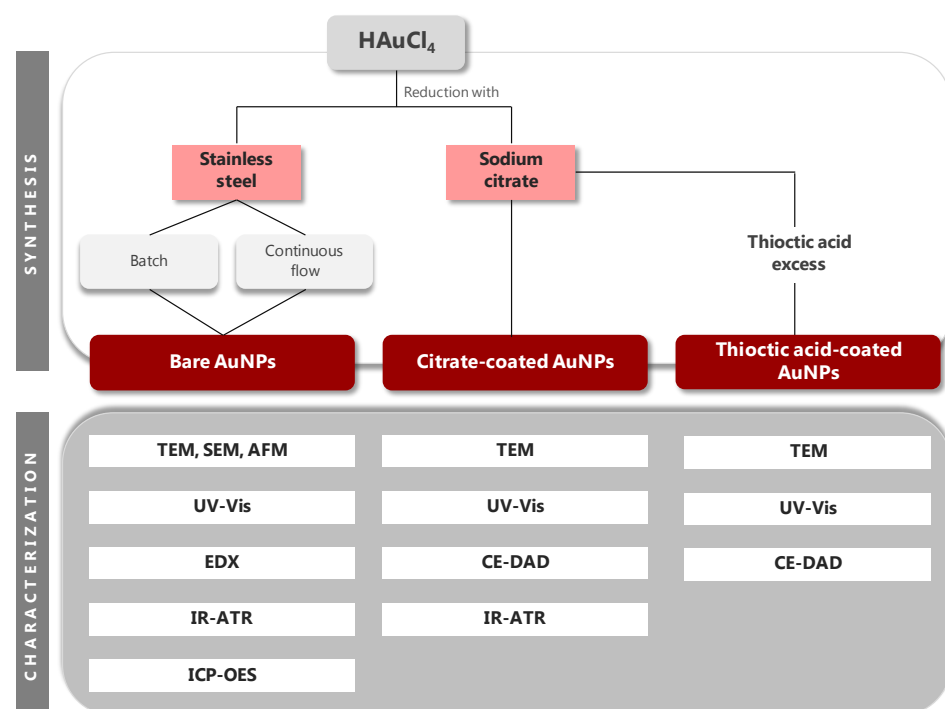 HAuCl₄
Reduction with
SYNTHESIS
Stainless
steel
Sodium
citrate
Batch
Continuous
flow
Thioctic acid
excess
Bare AuNPs
Citrate-coated AuNPs
Thioctic acid-coated
AuNPs
CHARACTERIZATION
TEM, SEM, AFM
TEM
TEM
UV-Vis
UV-Vis
UV-Vis
EDX
CE-DAD
CE-DAD
IR-ATR
IR-ATR
ICP-OES